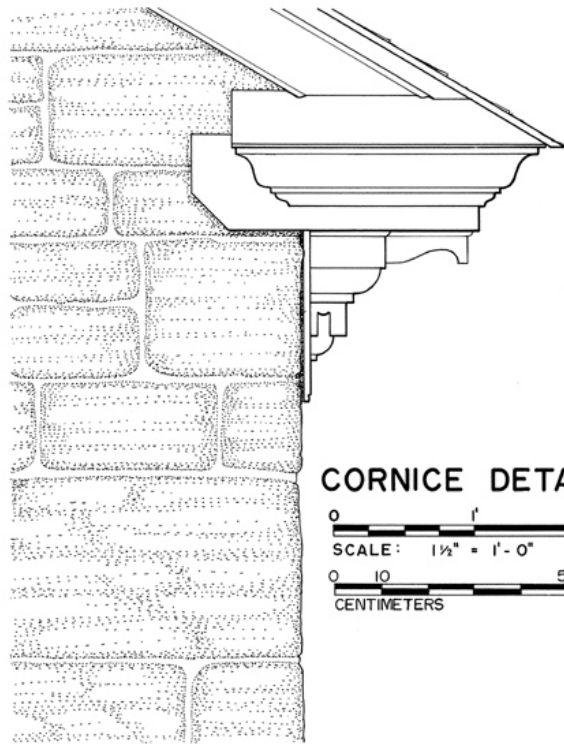 CORNICE DETA
0 1'
SCALE: 1½" = 1'-0"
0 10 5
CENTIMETERS